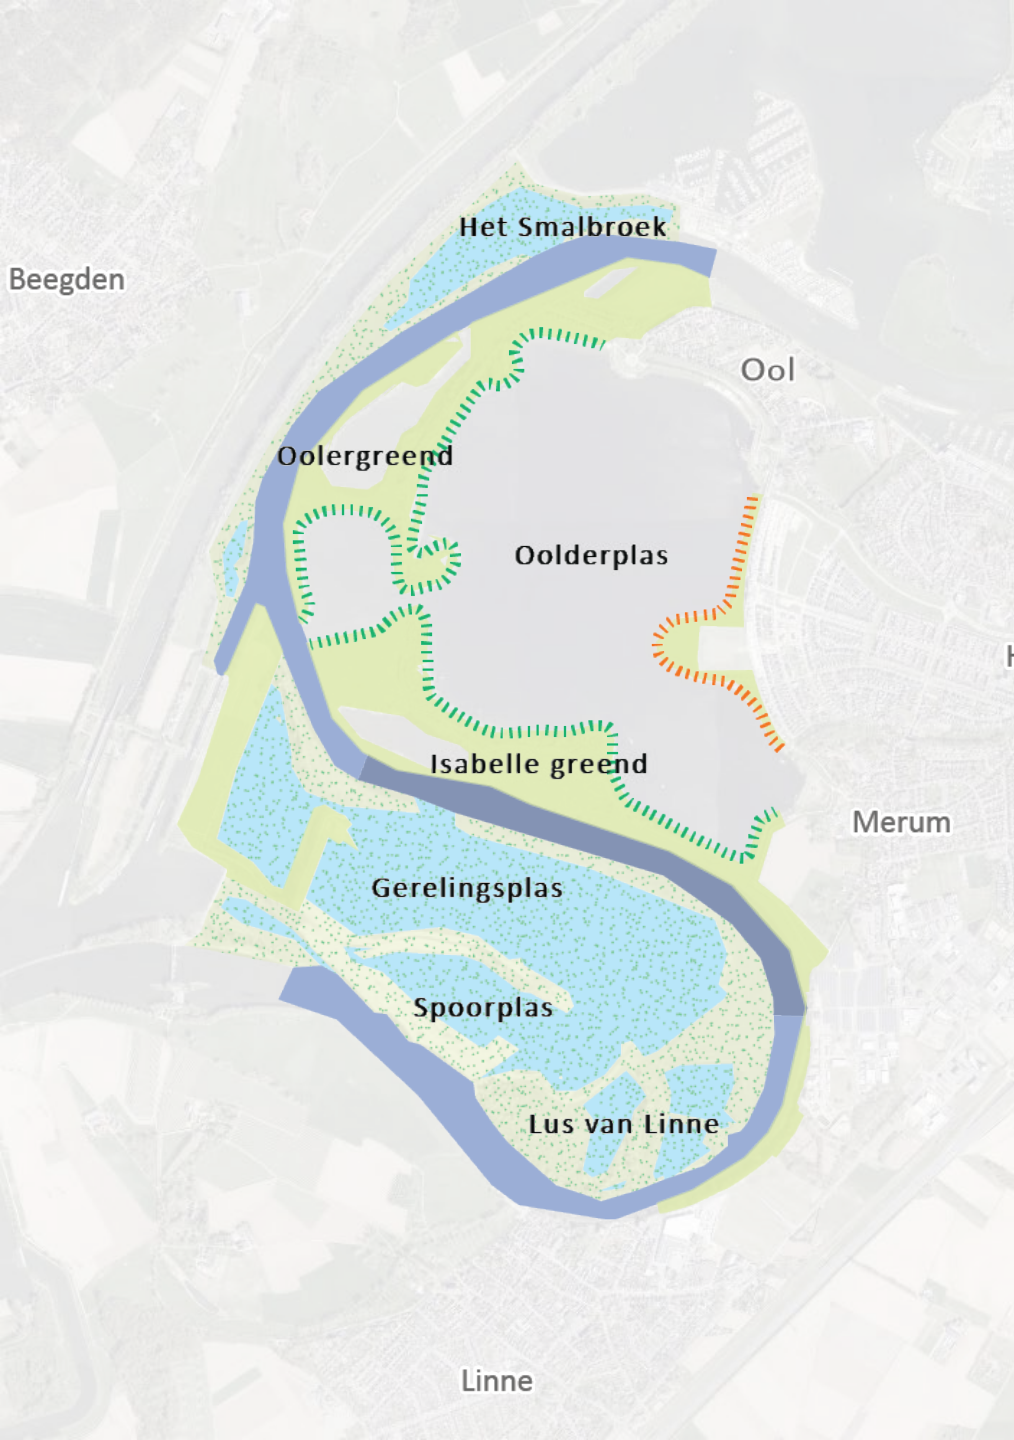 Het Smalbroek
Beegden
Ool
Oolergreend
Oolderplas
H
Isabelle greend
Merum
Gerelingsplas
Spoorplas
Lus van Linne
Linne